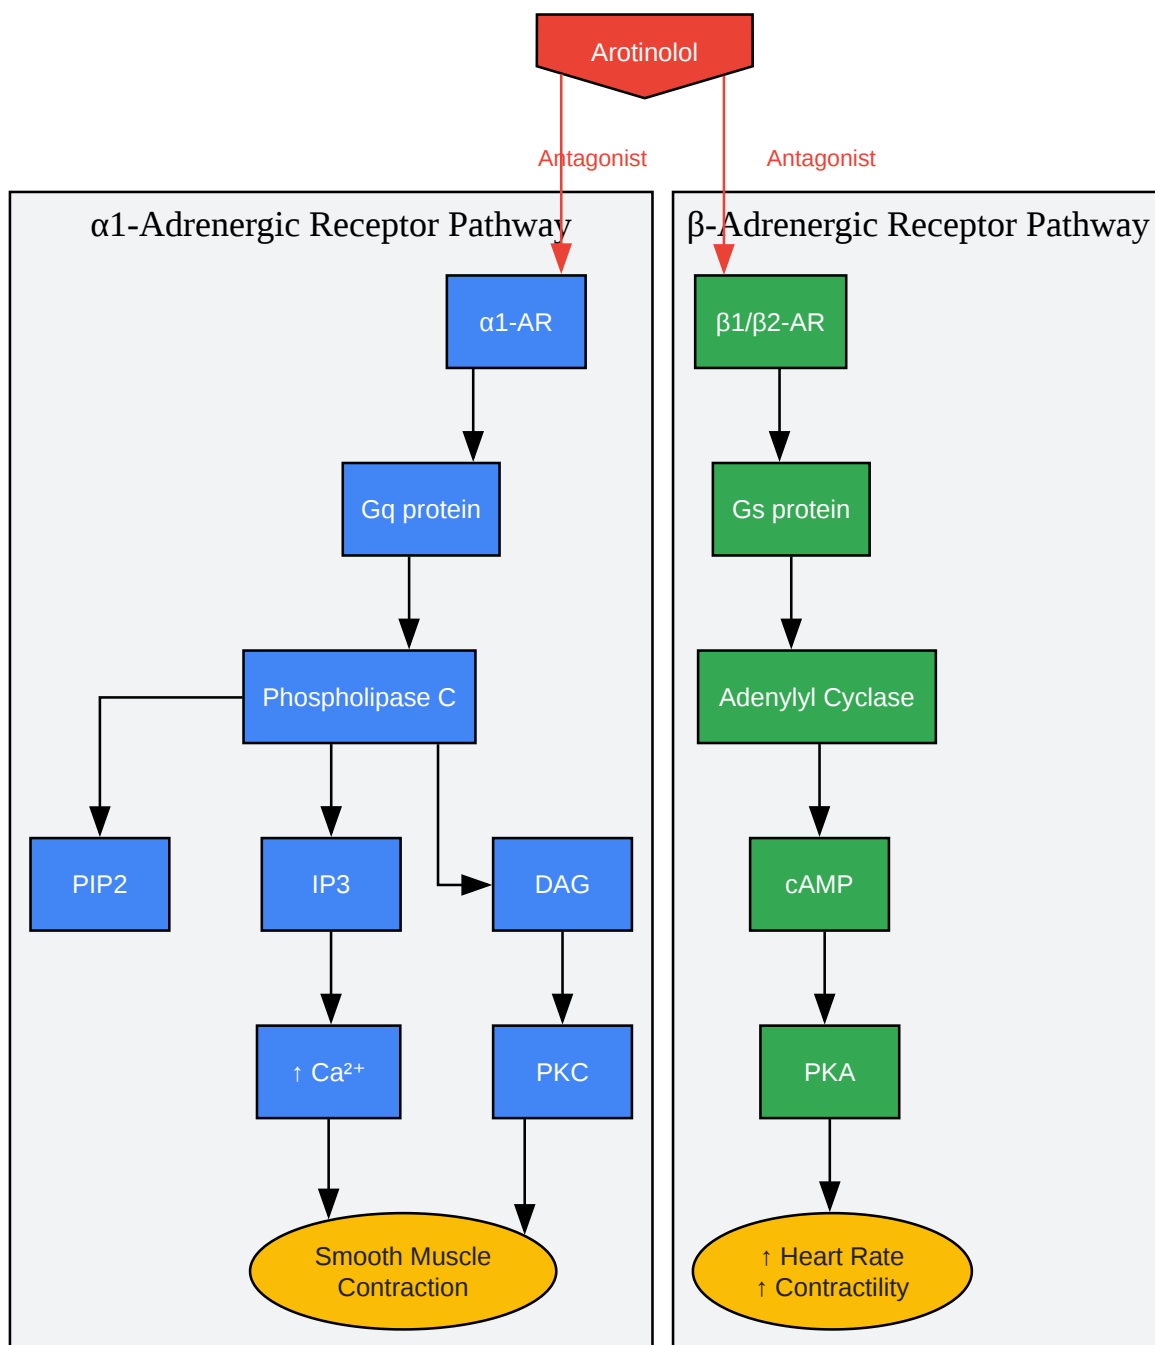 Arotinolol
Antagonist
Antagonist
α1-Adrenergic Receptor Pathway
β-Adrenergic Receptor Pathway
α1-AR
β1/β2-AR
Gq protein
Gs protein
Phospholipase C
Adenylyl Cyclase
PIP2
IP3
DAG
cAMP
↑ Ca²⁺
PKC
PKA
Smooth Muscle
Contraction
↑ Heart Rate
↑ Contractility